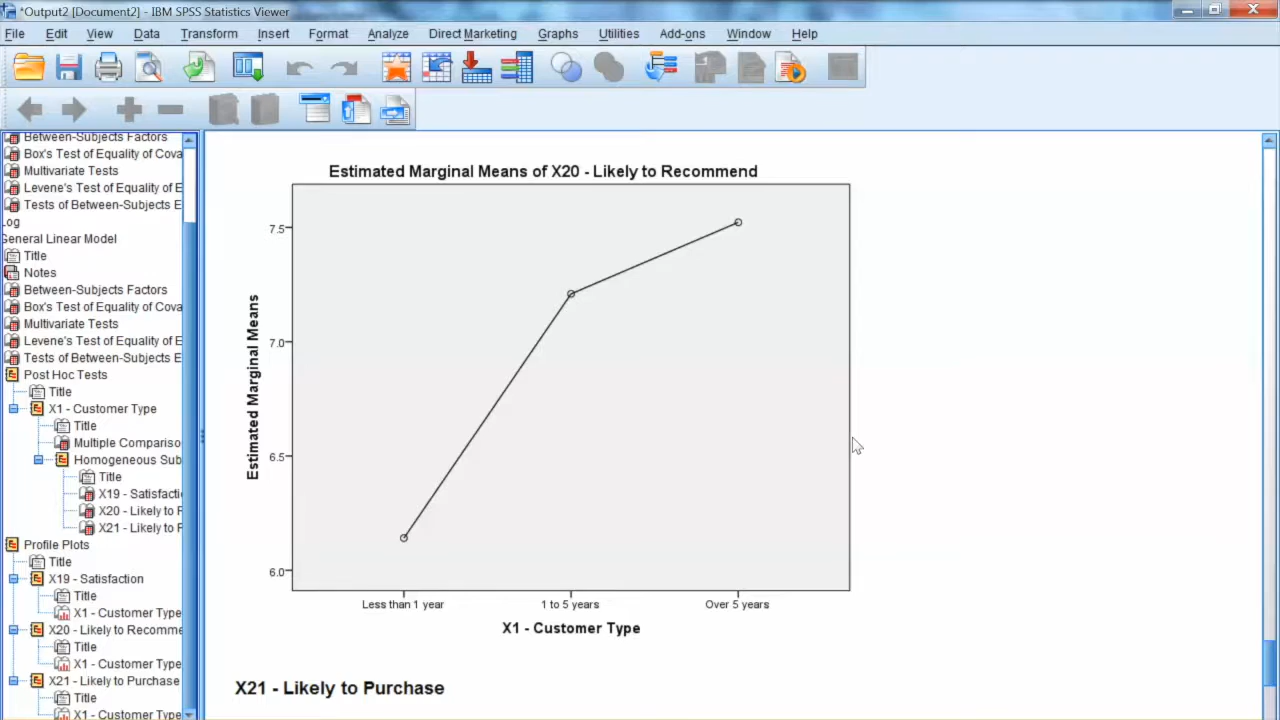 *Output2 [Document2] - IBM SPSS Statistics Viewer
File Edit View Data Transform Insert Format Analyze Direct Marketing Graphs Utilities Add-ons Window Help
Between-Subjects Factors
Box's Test of Equality of Cova
Multivariate Tests
Levene's Test of Equality of E
Tests of Between-Subjects E
Log
General Linear Model
Title
Notes
Between-Subjects Factors
Box's Test of Equality of Cova
Multivariate Tests
Levene's Test of Equality of E
Tests of Between-Subjects E
Post Hoc Tests
Title
X1 - Customer Type
Title
Multiple Compariso
Homogeneous Sub
Title
X19 - Satisfacti
X20 - Likely to F
X21 - Likely to F
Profile Plots
Title
X19 - Satisfaction
Title
X1 - Customer Type
X20 - Likely to Recomme
Title
X1 - Customer Type
X21 - Likely to Purchase
Title
X1 - Customer Type
Estimated Marginal Means of X20 - Likely to Recommend
Estimated Marginal Means
7.5
7.0
6.5
6.0
Less than 1 year 1 to 5 years Over 5 years
X1 - Customer Type
X21 - Likely to Purchase